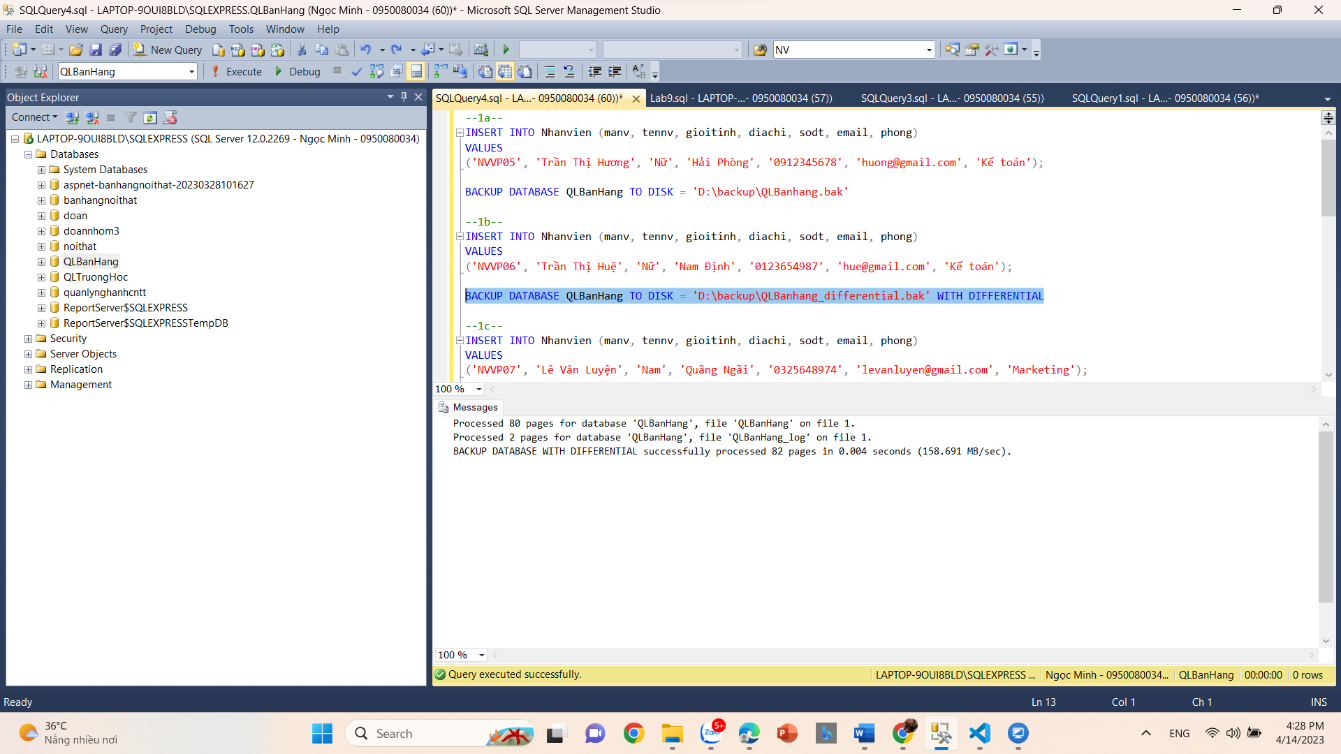 SQLQuery4.sql - LAPTOP-9OUI8BLD\SQLEXPRESS.QLBanHang (Ngọc Minh - 0950080034 (60))* - Microsoft SQL Server Management Studio
File Edit View Query Project Debug Tools Window Help
New Query
NV
QLBanHang
Execute
Debug
Object Explorer
Connect
LAPTOP-9OUI8BLD\SQLEXPRESS (SQL Server 12.0.2269 - Ngọc Minh - 0950080034)
Databases
System Databases
aspnet-banhangnoithat-20230328101627
banhangnoithat
doan
doannhom3
noithat
QLBanHang
QLTruongHoc
quanlynghanhcntt
ReportServer$SQLEXPRESS
ReportServer$SQLEXPRESSTempDB
Security
Server Objects
Replication
Management
SQLQuery4.sql - LA...- 0950080034 (60))*
Lab9.sql - LAPTOP-...- 0950080034 (57))
SQLQuery3.sql - LA...- 0950080034 (55))
SQLQuery1.sql - LA...- 0950080034 (56))*
--1a--
INSERT INTO Nhanvien (manv, tennv, gioitinh, diachi, sodt, email, phong)
VALUES
('NVVP05', 'Trần Thị Hương', 'Nữ', 'Hải Phòng', '0912345678', 'huong@gmail.com', 'Kế toán');
BACKUP DATABASE QLBanHang TO DISK = 'D:\backup\QLBanhang.bak'
--1b--
INSERT INTO Nhanvien (manv, tennv, gioitinh, diachi, sodt, email, phong)
VALUES
('NVVP06', 'Trần Thị Huệ', 'Nữ', 'Nam Định', '0123654987', 'hue@gmail.com', 'Kế toán');
BACKUP DATABASE QLBanHang TO DISK = 'D:\backup\QLBanhang_differential.bak' WITH DIFFERENTIAL
--1c--
INSERT INTO Nhanvien (manv, tennv, gioitinh, diachi, sodt, email, phong)
VALUES
('NVVP07', 'Lê Văn Luyện', 'Nam', 'Quãng Ngãi', '0325648974', 'levanluyen@gmail.com', 'Marketing');
100 %
Messages
Processed 80 pages for database 'QLBanHang', file 'QLBanHang' on file 1.
Processed 2 pages for database 'QLBanHang', file 'QLBanHang_log' on file 1.
BACKUP DATABASE WITH DIFFERENTIAL successfully processed 82 pages in 0.004 seconds (158.691 MB/sec).
100 %
Query executed successfully.
LAPTOP-9OUI8BLD\SQLEXPRESS ... Ngọc Minh - 0950080034... QLBanHang 00:00:00 0 rows
Ready
Ln 13 Col 1 Ch 1 INS
36°C
Nắng nhiều nơi
Search
Zalo
5+
ENG
4:28 PM
4/14/2023